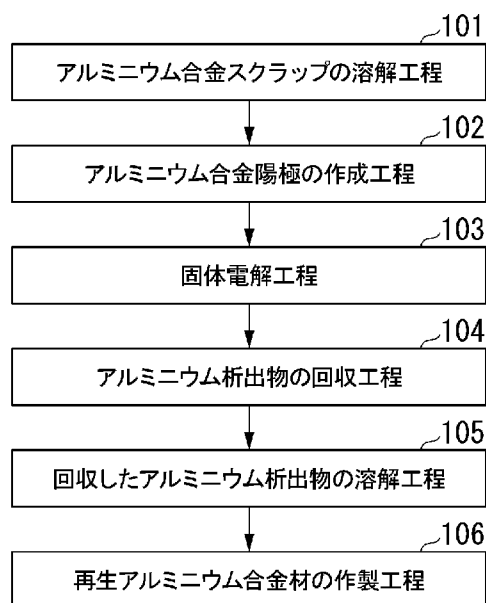 101
アルミニウム合金スクラップの溶解工程
102
アルミニウム合金陽極の作成工程
103
固体電解工程
104
アルミニウム析出物の回収工程
105
回収したアルミニウム析出物の溶解工程
106
再生アルミニウム合金材の作製工程